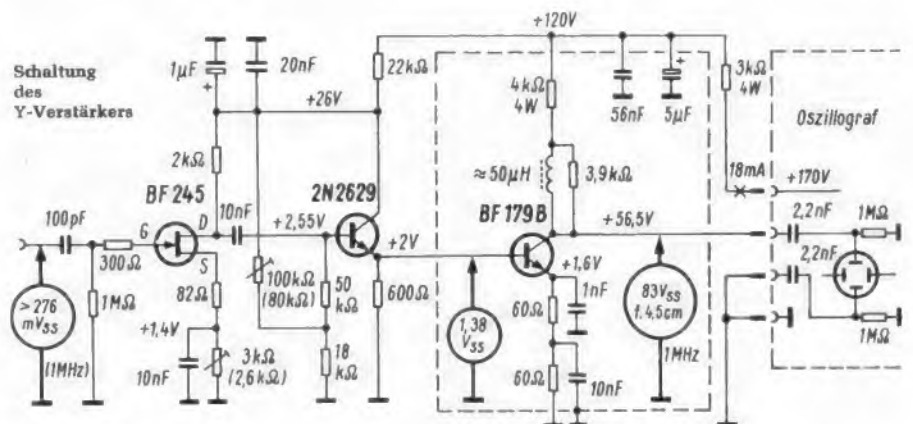 Schaltung
des
Y-Verstärkers
1µF
+
20nF
+26V
22kΩ
+120V
4kΩ
4W
56nF
+
5µF
3kΩ
4W
Oszillograf
2kΩ
≈50µH
3,9kΩ
18mA
+170V
BF 245
2N2629
BF 179B
100pF
G
D
S
10nF
+2,55V
+2V
+56,5V
2,2nF
1MΩ
300Ω
100kΩ
(80kΩ)
50
kΩ
600Ω
+1,6V
2,2nF
>276
mVss
1MΩ
82Ω
+1,4V
1,38
Vss
60Ω
1nF
83Vss
f. 4,5cm
1MΩ
(1MHz)
10nF
3kΩ
(2,6kΩ)
18
kΩ
60Ω
10nF
1MHz